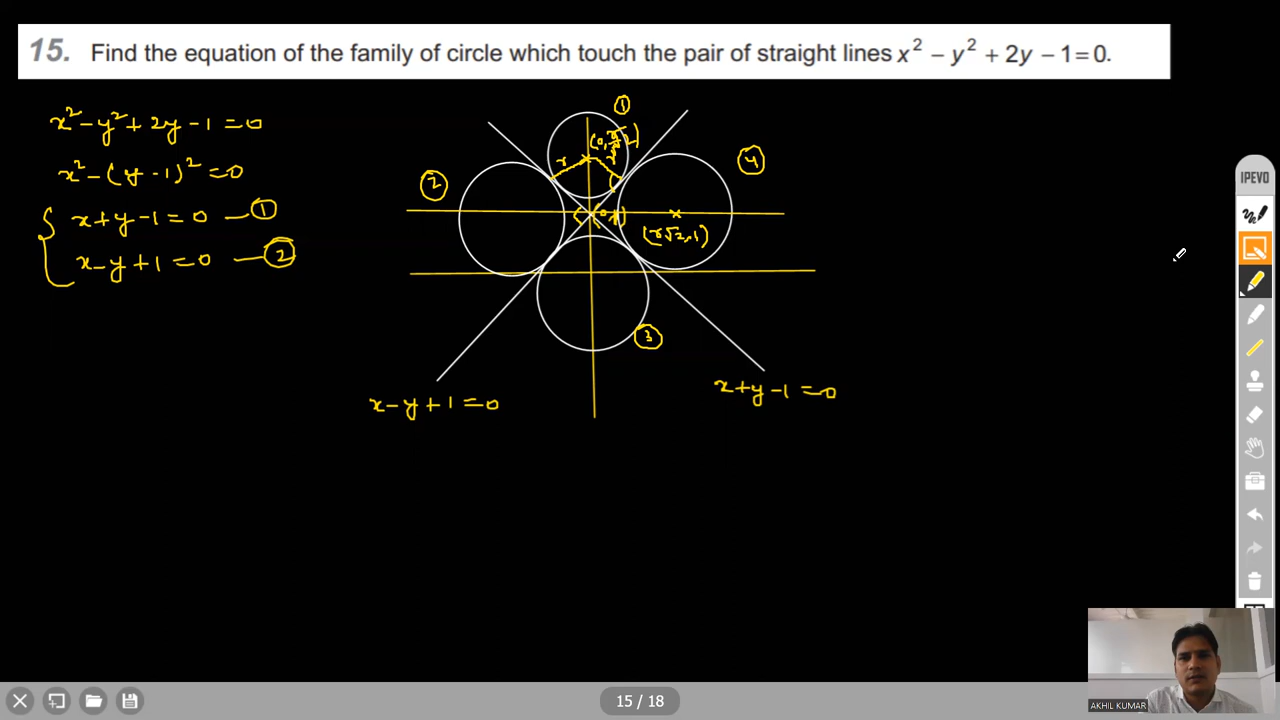 15. Find the equation of the family of circle which touch the pair of straight lines x² − y² + 2y − 1 = 0.
x² − y² + 2y − 1 = 0
x² − (y − 1)² = 0
x + y − 1 = 0 — ①
x − y + 1 = 0 — ②
①
②
④
r
(r√2, 1)
③
x − y + 1 = 0
x + y − 1 = 0
IPEVO
15 / 18
AKHIL KUMAR